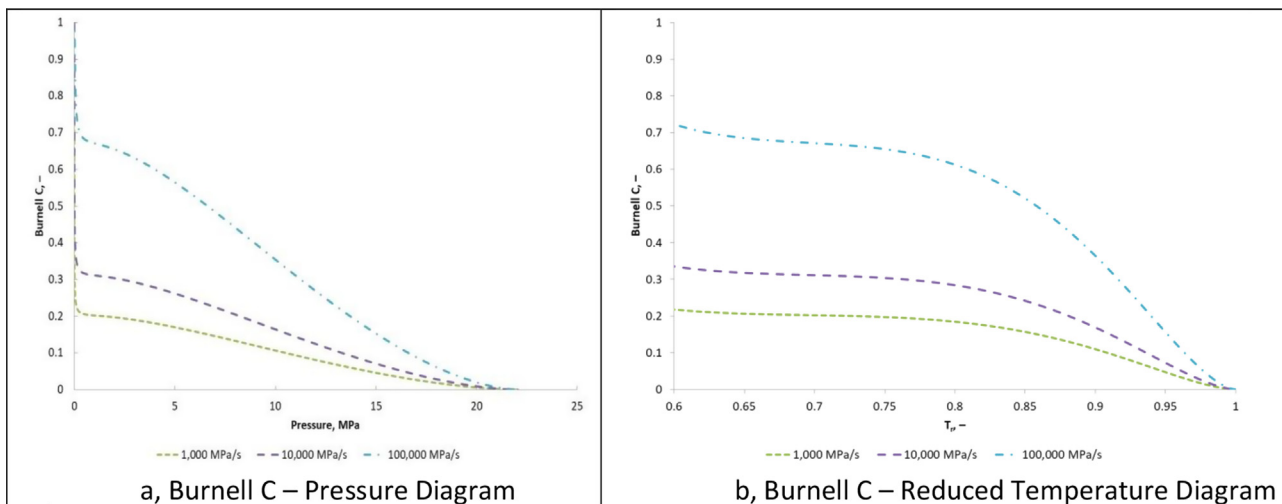 1
0.9
0.8
0.7
0.6
0.5
0.4
0.3
0.2
0.1
0
Burnell C, –
0 5 10 15 20 25
Pressure, MPa
1,000 MPa/s 10,000 MPa/s 100,000 MPa/s
a, Burnell C – Pressure Diagram
1
0.9
0.8
0.7
0.6
0.5
0.4
0.3
0.2
0.1
0
Burnell C, –
0.6 0.65 0.7 0.75 0.8 0.85 0.9 0.95 1
Tr, –
1,000 MPa/s 10,000 MPa/s 100,000 MPa/s
b, Burnell C – Reduced Temperature Diagram